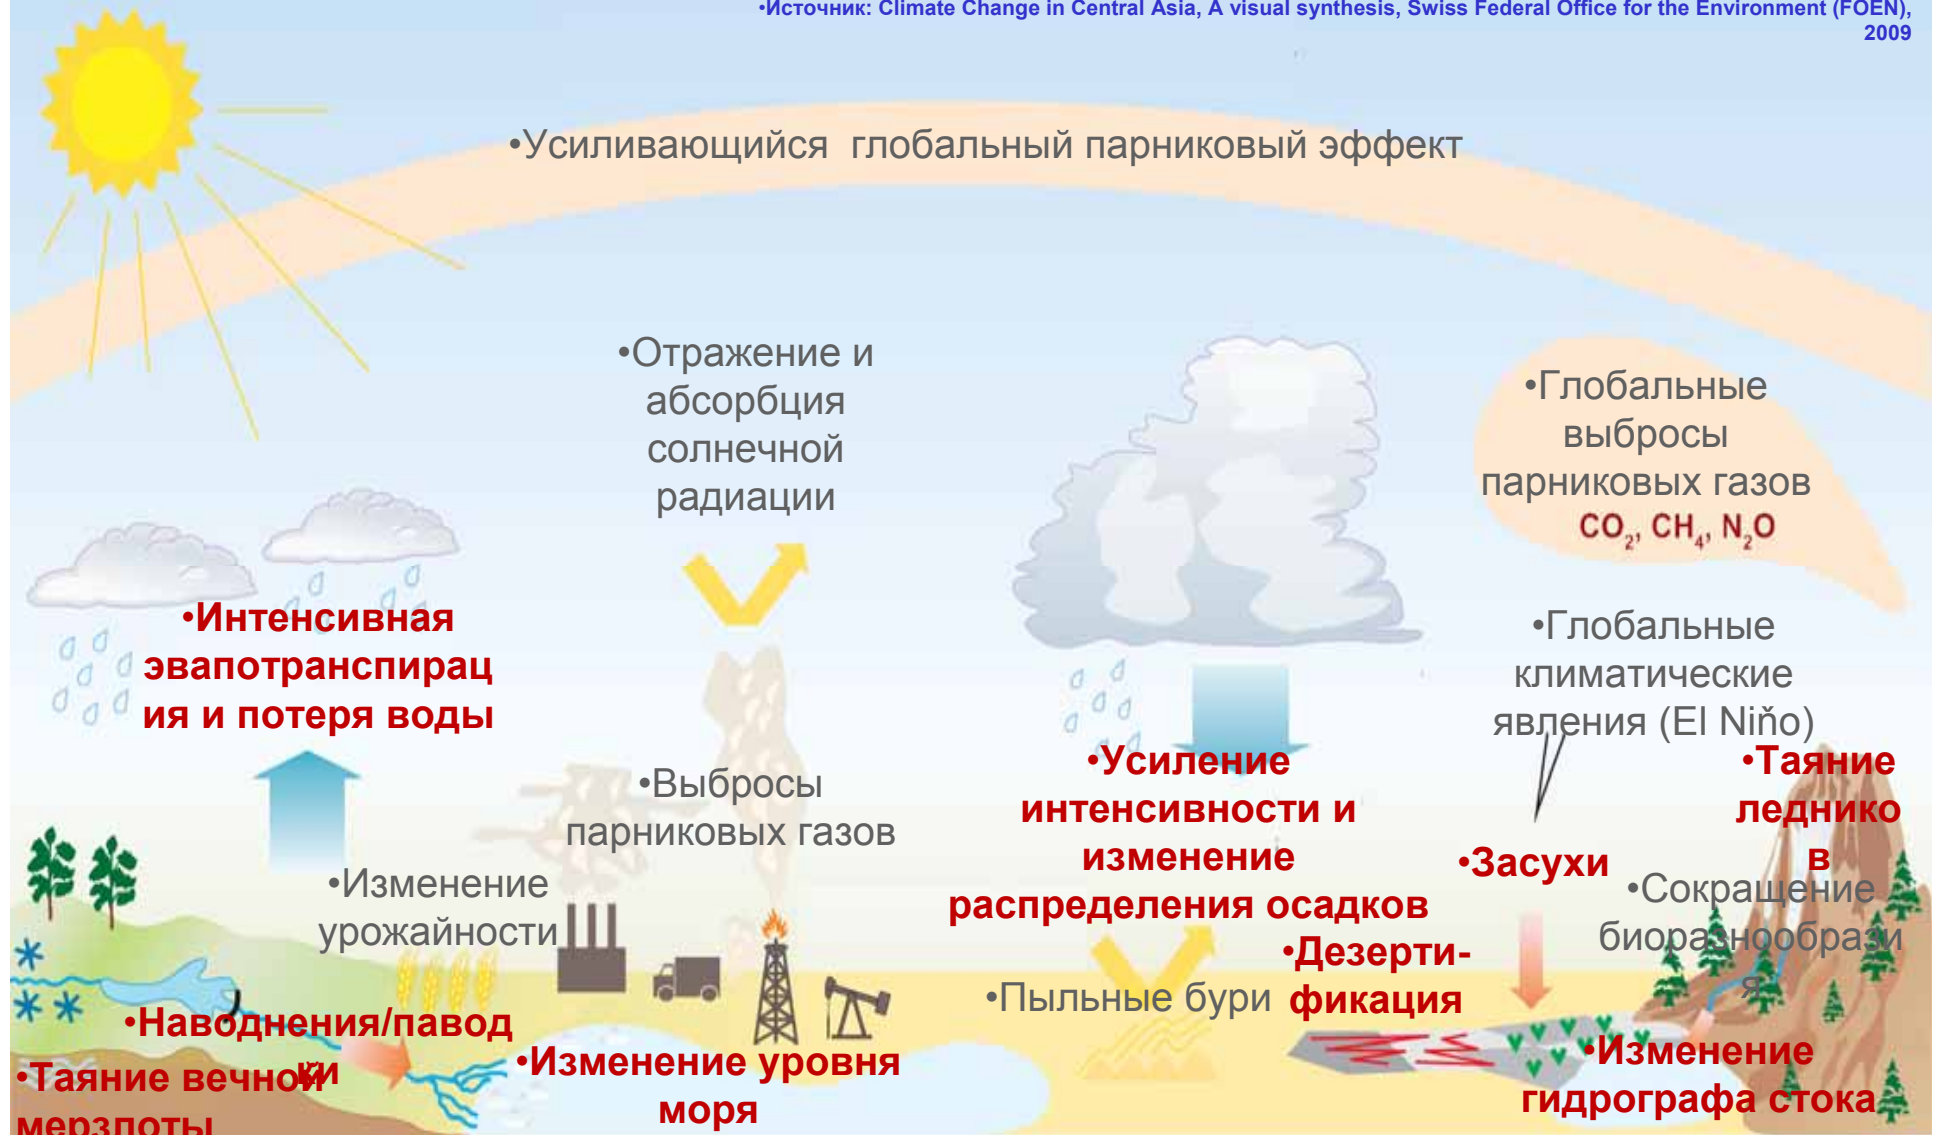 •Источник: Climate Change in Central Asia, A visual synthesis, Swiss Federal Office for the Environment (FOEN),
2009
•Усиливающийся глобальный парниковый эффект
•Отражение и
абсорбция
солнечной
радиации
•Глобальные
выбросы
парниковых газов
CO₂, CH₄, N₂O
•Интенсивная
эвапотранспирац
ия и потеря воды
•Глобальные
климатические
явления (El Niňo)
•Выбросы
парниковых газов
•Усиление
интенсивности и
изменение
распределения осадков
•Таяние
леднико
в
•Засухи
•Изменение
урожайности
•Сокращение
биоразнообрази
я
•Дезерти-
фикация
•Пыльные бури
•Наводнения/павод
ки
•Таяние вечной
мерзлоты
•Изменение уровня
моря
•Изменение
гидрографа стока